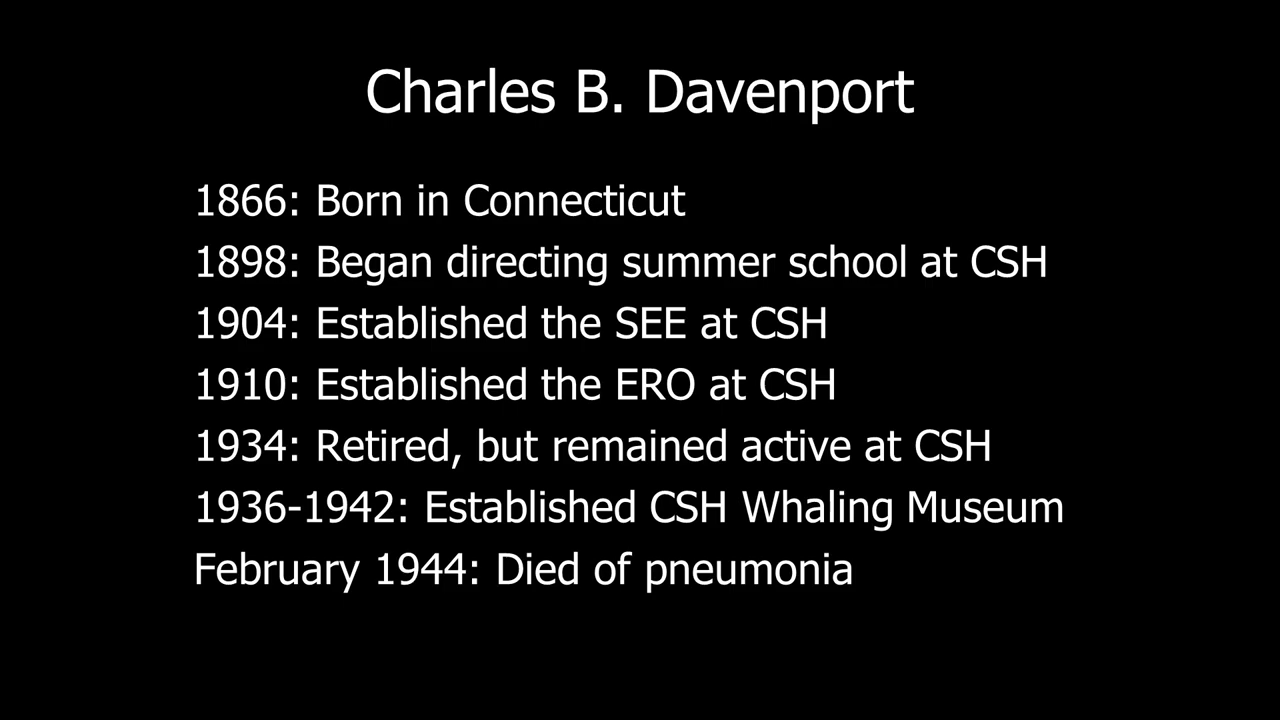 Charles B. Davenport
1866: Born in Connecticut
1898: Began directing summer school at CSH
1904: Established the SEE at CSH
1910: Established the ERO at CSH
1934: Retired, but remained active at CSH
1936-1942: Established CSH Whaling Museum
February 1944: Died of pneumonia